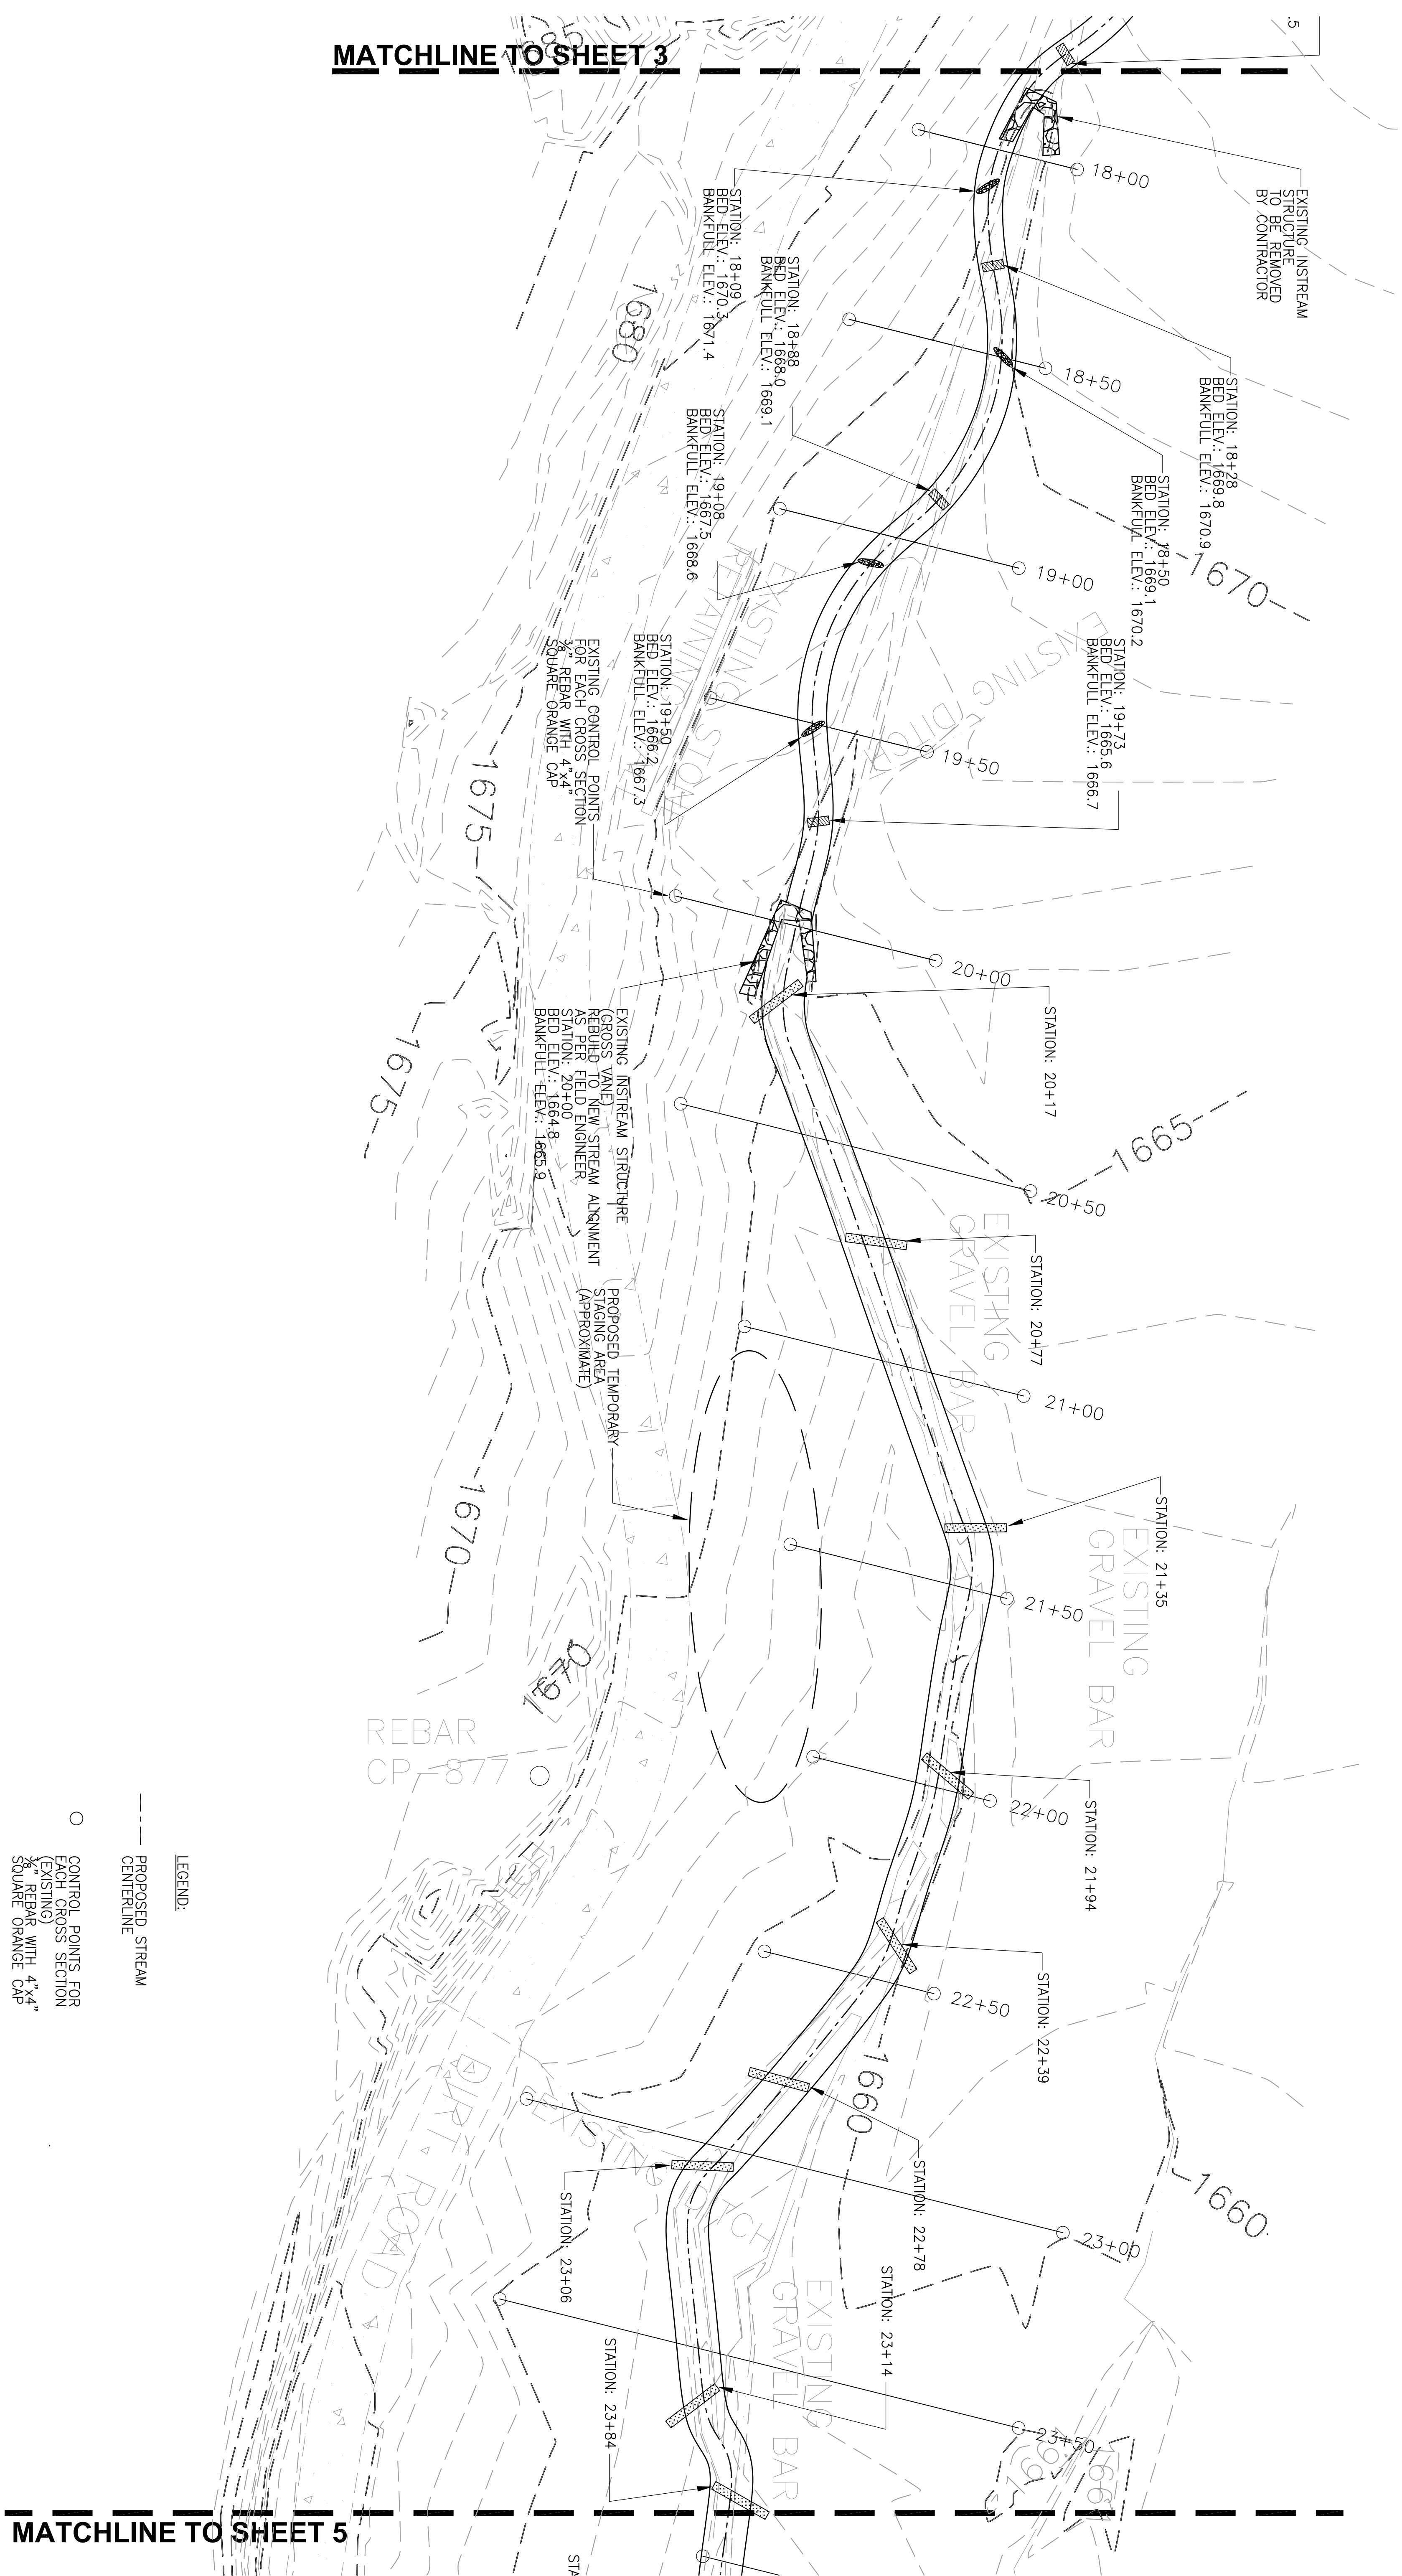 MATCHLINE TO SHEET 3
1685
.5
EXISTING INSTREAM
STRUCTURE
TO BE REMOVED
BY CONTRACTOR
18+00
STATION: 18+09
BED ELEV.: 1670.3
BANKFULL ELEV.: 1671.4
STATION: 18+88
BED ELEV.: 1668.0
BANKFULL ELEV.: 1669.1
1680
18+50
STATION: 18+28
BED ELEV.: 1669.8
BANKFULL ELEV.: 1670.9
STATION: 18+50
BED ELEV.: 1669.1
BANKFULL ELEV.: 1670.2
STATION: 19+08
BED ELEV.: 1667.5
BANKFULL ELEV.: 1668.6
1670
19+00
EXISTING STONE
RETAINING
EXISTING DITCH
STATION: 19+73
BED ELEV.: 1665.6
BANKFULL ELEV.: 1666.7
STATION: 19+50
BED ELEV.: 1666.2
BANKFULL ELEV.: 1667.3
EXISTING CONTROL POINTS
FOR EACH CROSS SECTION
⅜" REBAR WITH 4"x4"
SQUARE ORANGE CAP
19+50
1675
20+00
STATION: 20+17
EXISTING INSTREAM STRUCTURE
(CROSS VANE)
REBUILD TO NEW STREAM ALIGNMENT
AS PER FIELD ENGINEER
STATION: 20+00
BED ELEV.: 1664.8
BANKFULL ELEV.: 1665.9
1675
1665
20+50
EXISTING
GRAVEL BAR
STATION: 20+77
PROPOSED TEMPORARY
STAGING AREA
(APPROXIMATE)
21+00
1670
STATION: 21+35
EXISTING
GRAVEL BAR
21+50
1670
REBAR
CP-877
22+00
STATION: 21+94
22+50
STATION: 22+39
1660
DIRT ROAD
EXISTING DITCH
STATION: 22+78
1660
23+00
STATION: 23+06
STATION: 23+14
EXISTING
GRAVEL BAR
STATION: 23+84
23+50
LEGEND:
PROPOSED STREAM
CENTERLINE
CONTROL POINTS FOR
EACH CROSS SECTION
(EXISTING)
⅜" REBAR WITH 4"x4"
SQUARE ORANGE CAP
MATCHLINE TO SHEET 5
STA